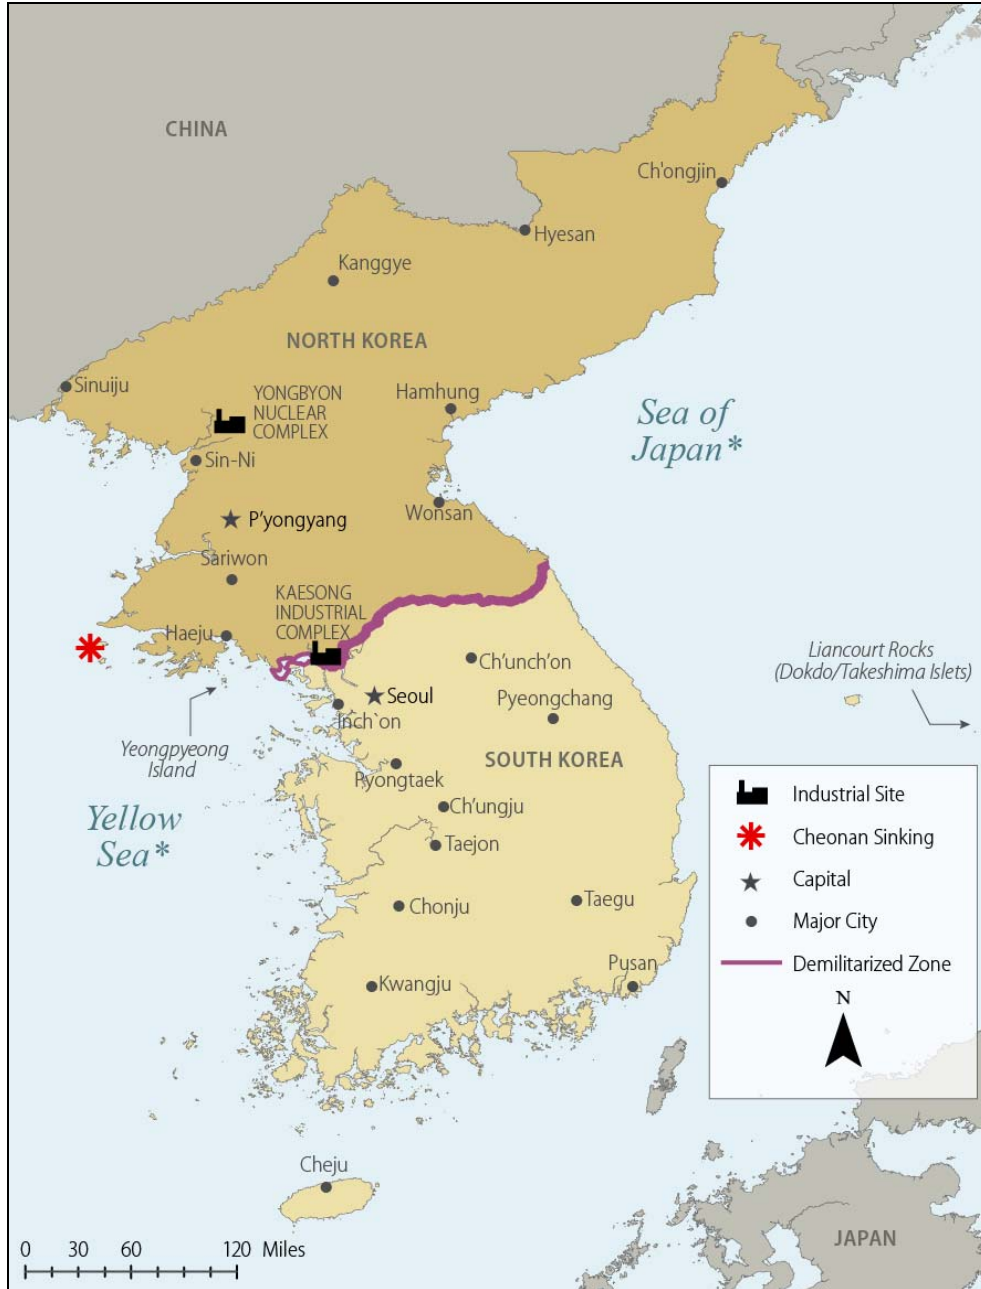 CHINA
Ch'ongjin
Hyesan
Kanggye
NORTH KOREA
Sinuiju
YONGBYON
NUCLEAR
COMPLEX
Hamhung
Sea of
Japan*
Sin-Ni
Wonsan
P'yongyang
Sariwon
KAESONG
INDUSTRIAL
COMPLEX
Haeju
Ch'unch'on
Liancourt Rocks
(Dokdo/Takeshima Islets)
Seoul
Pyeongchang
Inch`on
Yeongpyeong
Island
SOUTH KOREA
Pyongtaek
Yellow
Sea*
Ch'ungju
Taejon
Chonju
Taegu
Pusan
Kwangju
Cheju
Industrial Site
Cheonan Sinking
Capital
Major City
Demilitarized Zone
N
JAPAN
0 30 60 120 Miles